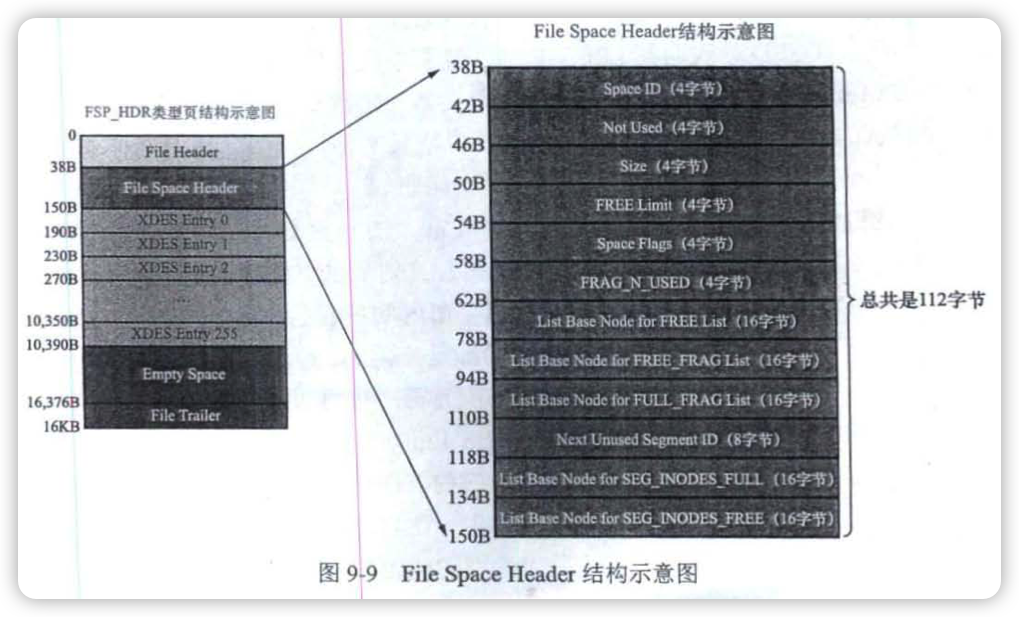 File Space Header结构示意图
FSP_HDR类型页结构示意图
0
File Header
38B
File Space Header
150B
XDES Entry 0
190B
XDES Entry 1
230B
XDES Entry 2
270B
....
10,350B
XDES Entry 255
10,390B
Empty Space
16,376B
File Trailer
16KB
38B
Space ID（4字节）
42B
Not Used（4字节）
46B
Size（4字节）
50B
FREE Limit（4字节）
54B
Space Flags（4字节）
58B
FRAG_N_USED（4字节）
62B
List Base Node for FREE List（16字节）
78B
List Base Node for FREE_FRAG List（16字节）
94B
List Base Node for FULL_FRAG List（16字节）
110B
Next Unused Segment ID（8字节）
118B
List Base Node for SEG_INODES_FULL（16字节）
134B
List Base Node for SEG_INODES_FREE（16字节）
150B
总共是112字节
图 9-9 File Space Header 结构示意图